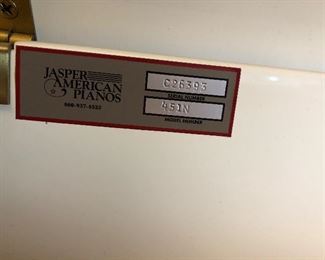 JASPER
AMERICAN
PIANOS
C26393
SERIAL NUMBER
451N
MODEL NUMBER